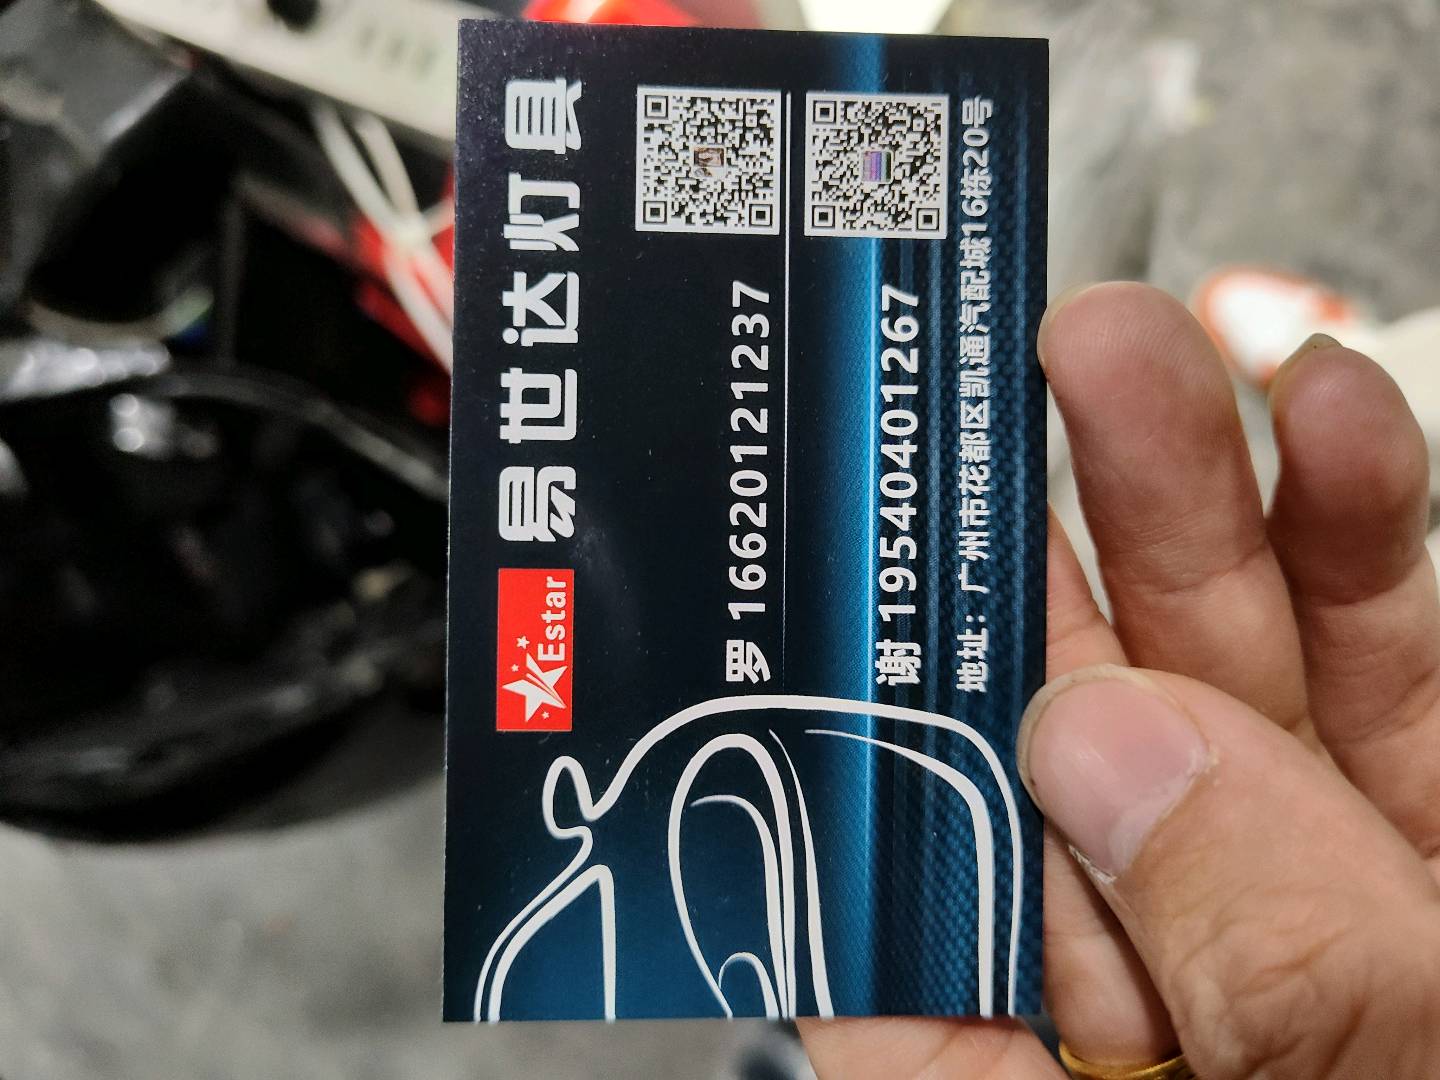 Estar
易世达灯具
罗 16620121237
谢 19540401267
地址：广州市花都区凯通汽配城16栋20号